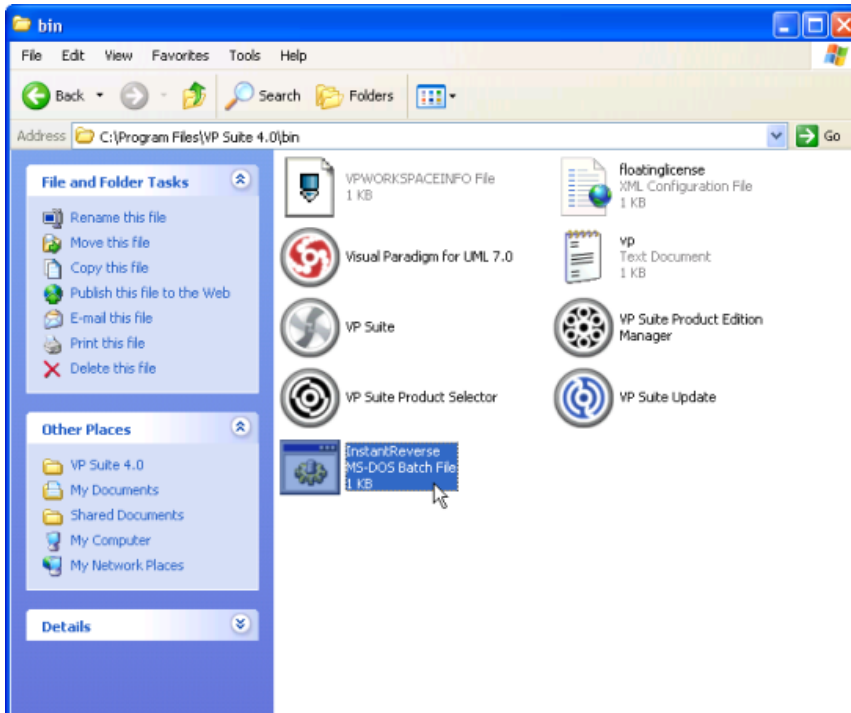 bin
File Edit View Favorites Tools Help
Back Search Folders
Address C:\Program Files\VP Suite 4.0\bin Go
File and Folder Tasks
Rename this file
Move this file
Copy this file
Publish this file to the Web
E-mail this file
Print this file
Delete this file
Other Places
VP Suite 4.0
My Documents
Shared Documents
My Computer
My Network Places
Details
VPWORKSPACEINFO File
1 KB
floatinglicense
XML Configuration File
1 KB
Visual Paradigm for UML 7.0
vp
Text Document
1 KB
VP Suite
VP Suite Product Edition
Manager
VP Suite Product Selector
VP Suite Update
InstantReverse
MS-DOS Batch File
1 KB